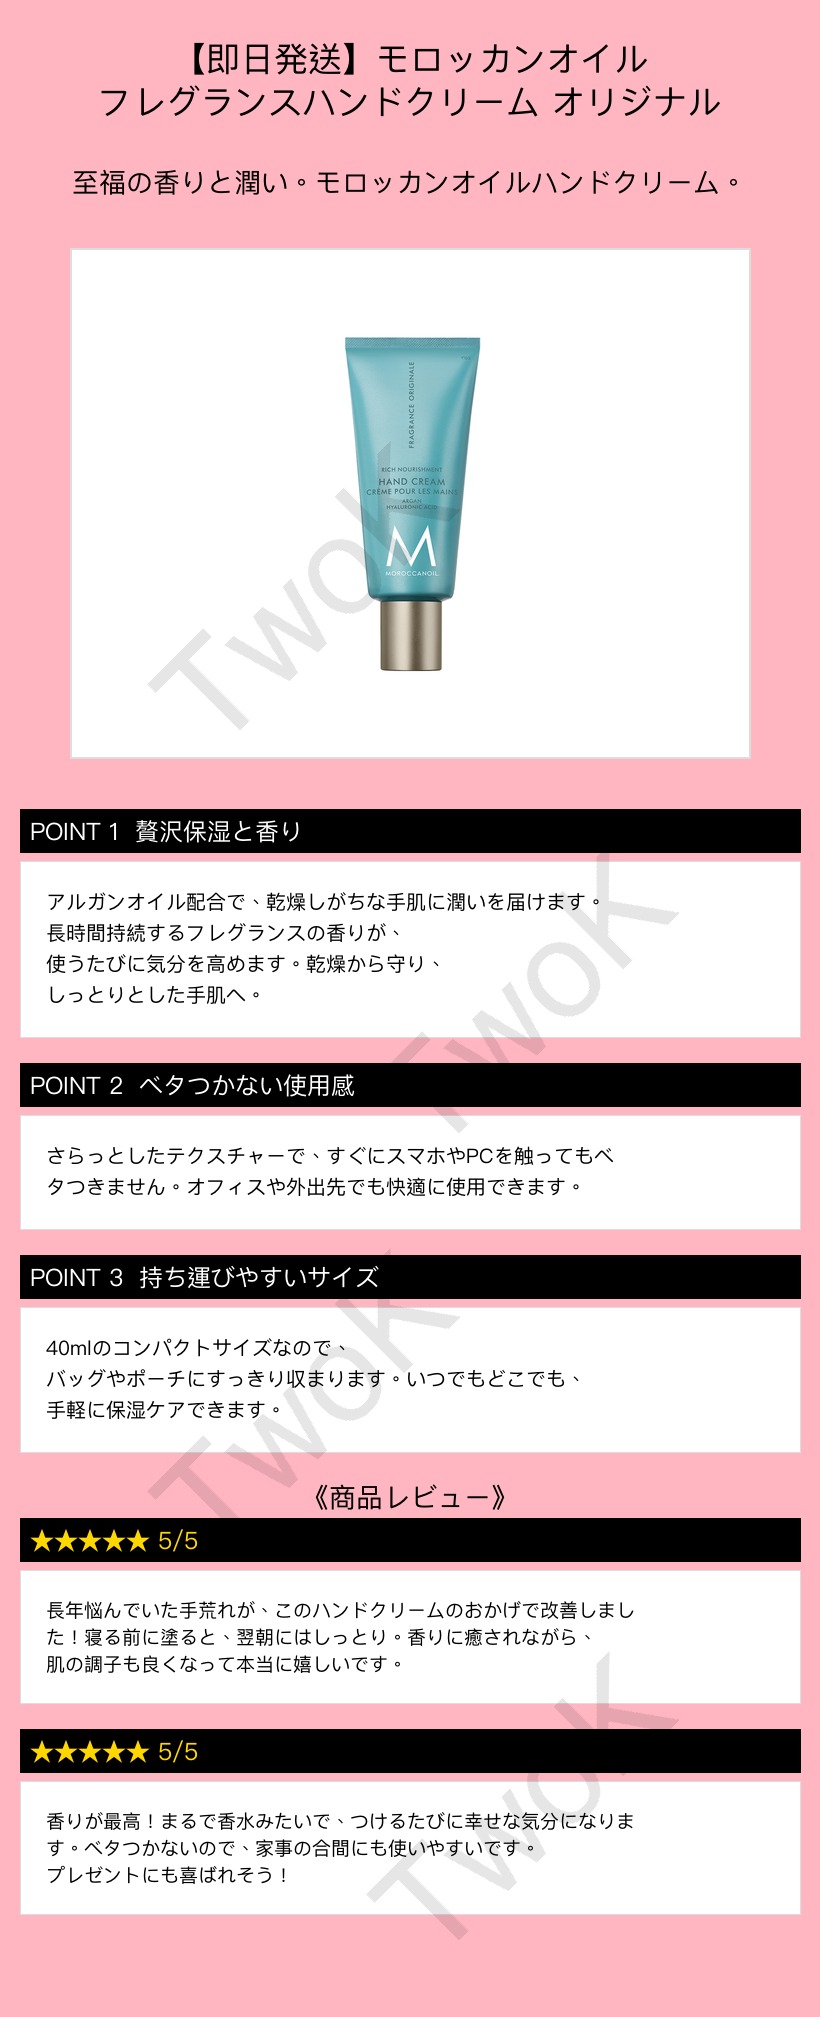 【即日発送】モロッカンオイル
フレグランスハンドクリーム オリジナル
至福の香りと潤い。モロッカンオイルハンドクリーム。
FRAGRANCE ORIGINALE
RICH NOURISHMENT
HAND CREAM
CRÈME POUR LES MAINS
ARGAN
HYALURONIC ACID
M
MOROCCANOIL
TwoK
POINT 1 贅沢保湿と香り
アルガンオイル配合で、乾燥しがちな手肌に潤いを届けます。
長時間持続するフレグランスの香りが、
使うたびに気分を高めます。乾燥から守り、
しっとりとした手肌へ。
TwoK
POINT 2 ベタつかない使用感
さらっとしたテクスチャーで、すぐにスマホやPCを触ってもベ
タつきません。オフィスや外出先でも快適に使用できます。
POINT 3 持ち運びやすいサイズ
40mlのコンパクトサイズなので、
バッグやポーチにすっきり収まります。いつでもどこでも、
手軽に保湿ケアできます。
TwoK
《商品レビュー》
★★★★★ 5/5
長年悩んでいた手荒れが、このハンドクリームのおかげで改善しまし
た！寝る前に塗ると、翌朝にはしっとり。香りに癒されながら、
肌の調子も良くなって本当に嬉しいです。
★★★★★ 5/5
香りが最高！まるで香水みたいで、つけるたびに幸せな気分になりま
す。ベタつかないので、家事の合間にも使いやすいです。
プレゼントにも喜ばれそう！
TwoK